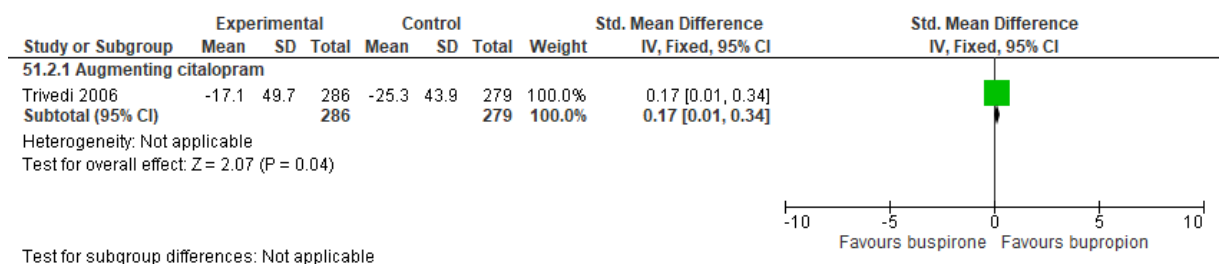 Experimental Control Std. Mean Difference Std. Mean Difference
Study or Subgroup Mean SD Total Mean SD Total Weight IV, Fixed, 95% CI IV, Fixed, 95% CI
51.2.1 Augmenting citalopram
Trivedi 2006 -17.1 49.7 286 -25.3 43.9 279 100.0% 0.17 [0.01, 0.34]
Subtotal (95% CI) 286 279 100.0% 0.17 [0.01, 0.34]
Heterogeneity: Not applicable
Test for overall effect: Z = 2.07 (P = 0.04)
-10 -5 0 5 10
Favours buspirone Favours bupropion
Test for subgroup differences: Not applicable